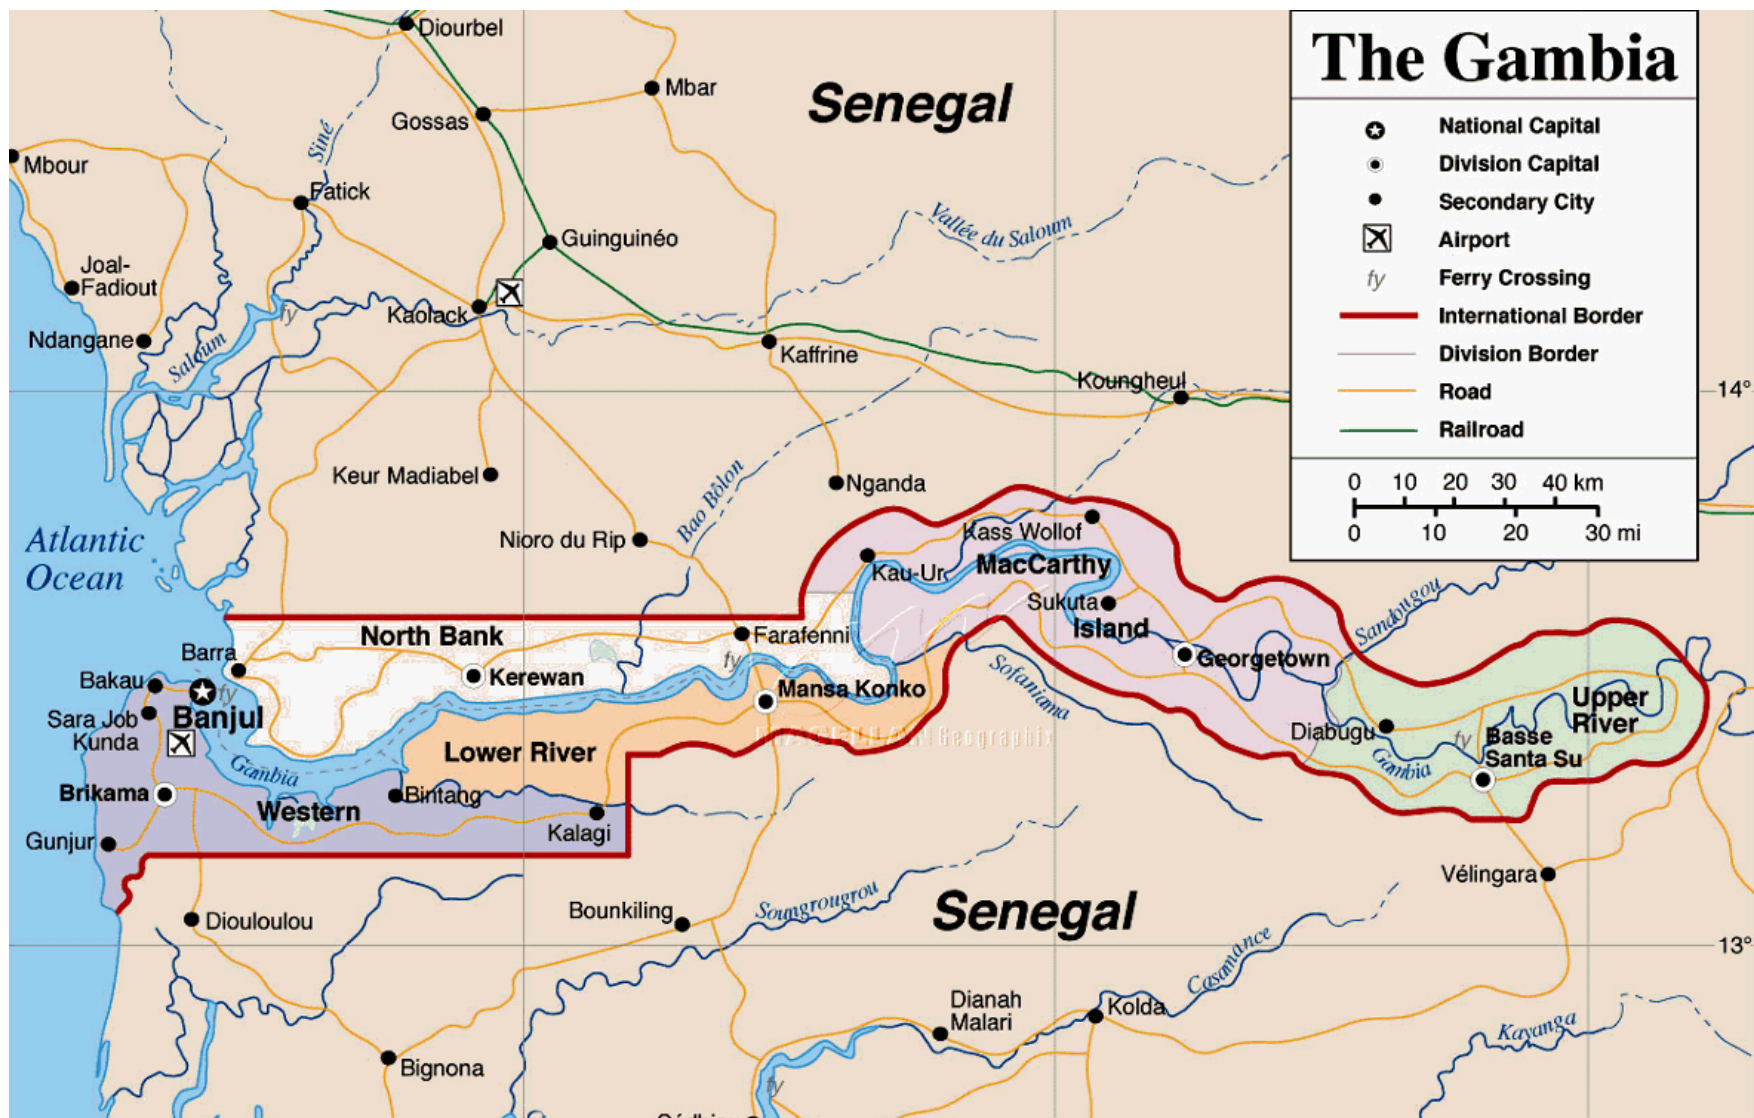 Diourbel
Mbar
Senegal
Gossas
Siné
Mbour
Fatick
Vallée du Saloum
Guinguinéo
Joal-
Fadiout
Kaolack
fy
Ndangane
Saloum
Kaffrine
Koungheul
14°
Keur Madiabel
Bao Bôlon
Nganda
Nioro du Rip
Atlantic
Ocean
Kass Wollof
MacCarthy
Kau-Ur
Sukuta
Island
Sandougou
North Bank
Farafenni
Barra
fy
Georgetown
Bakau
fy
Kerewan
Mansa Konko
Sofaniama
Banjul
Sara Job
Kunda
Upper
River
Diabugu
fy
Basse
Santa Su
MAGELLAN Geographix
Lower River
Gambia
Gambia
Brikama
Bintang
Western
Kalagi
Gunjur
Vélingara
Diouloulou
Bounkiling
Soungrougrou
Senegal
13°
Casamance
Dianah
Malari
Kolda
Kayanga
Bignona
fy
The Gambia
National Capital
Division Capital
Secondary City
Airport
fy Ferry Crossing
International Border
Division Border
Road
Railroad
0 10 20 30 40 km
0 10 20 30 mi